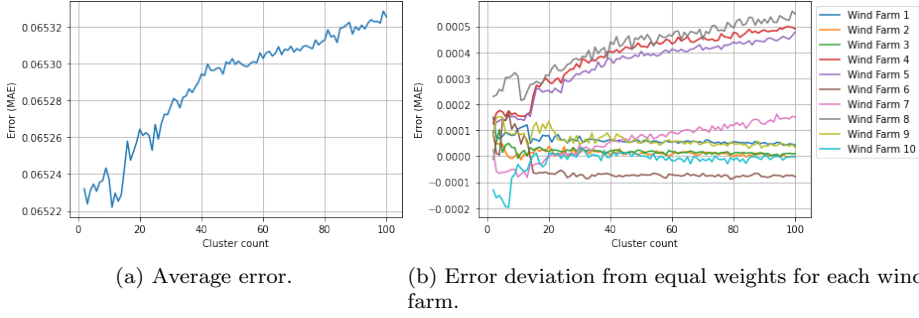 0.06532
0.06530
0.06528
0.06526
0.06524
0.06522
Error (MAE)
0
20
40
60
80
100
Cluster count
0.0005
0.0004
0.0003
0.0002
0.0001
0.0000
−0.0001
−0.0002
Error (MAE)
0
20
40
60
80
100
Cluster count
Wind Farm 1
Wind Farm 2
Wind Farm 3
Wind Farm 4
Wind Farm 5
Wind Farm 6
Wind Farm 7
Wind Farm 8
Wind Farm 9
Wind Farm 10
(a) Average error.
(b) Error deviation from equal weights for each wind
farm.